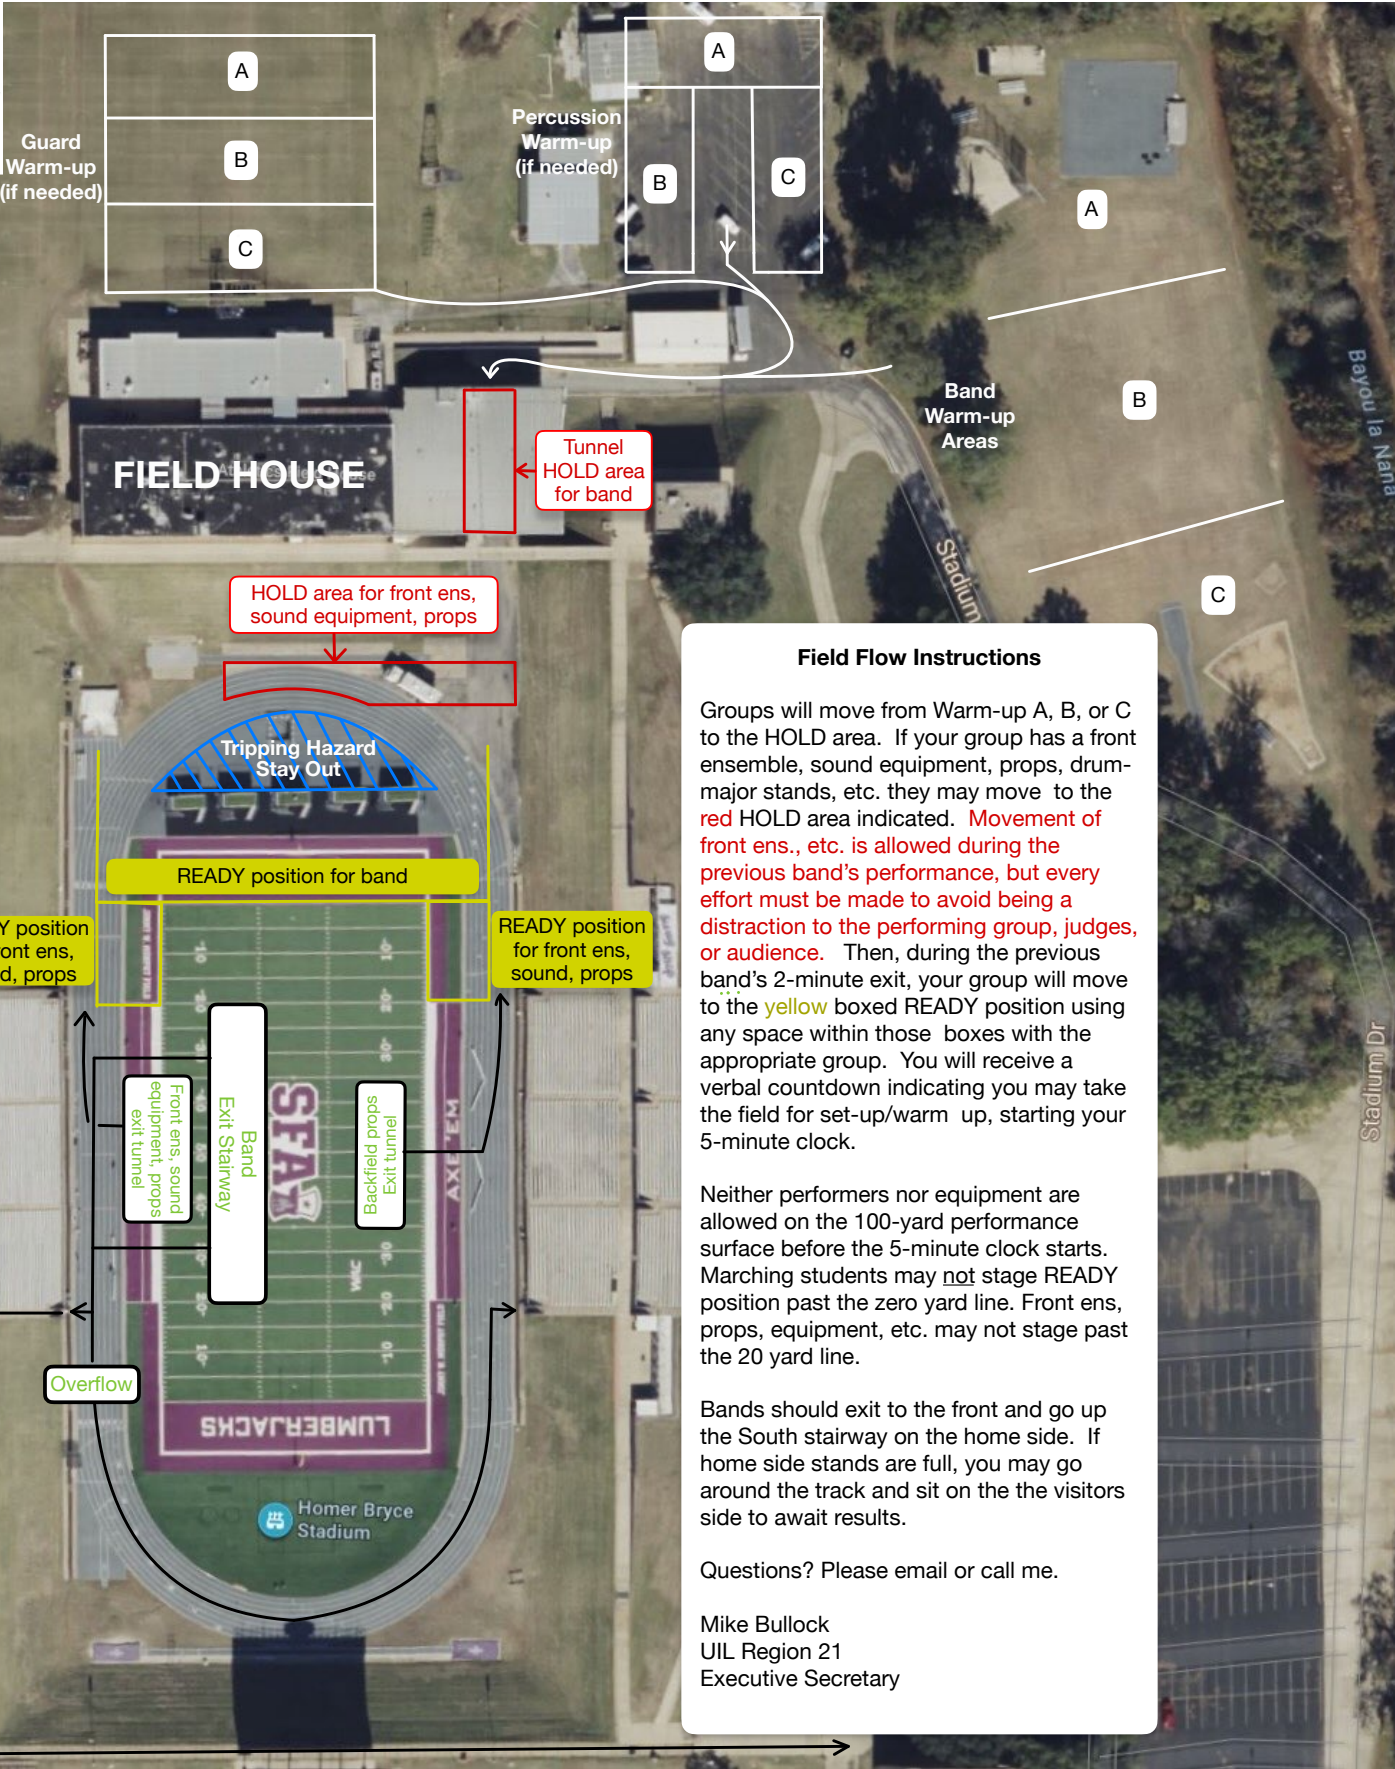 A
B
C
Guard
Warm-up
(if needed)
A
B
C
Percussion
Warm-up
(if needed)
A
B
C
Band
Warm-up
Areas
Bayou la Nana
FIELD HOUSE
Tunnel
HOLD area
for band
Stadium
HOLD area for front ens,
sound equipment, props
Tripping Hazard
Stay Out
READY position for band
Y position
ront ens,
d, props
READY position
for front ens,
sound, props
Front ens, sound
equipment, props
exit tunnel
Band
Exit Stairway
Backfield props
Exit tunnel
SFA
AXE 'EM
WAC
Overflow
LUMBERJACKS
Homer Bryce
Stadium
Field Flow Instructions
Groups will move from Warm-up A, B, or C
to the HOLD area.  If your group has a front
ensemble, sound equipment, props, drum-
major stands, etc. they may move  to the
red HOLD area indicated.  Movement of
front ens., etc. is allowed during the
previous band's performance, but every
effort must be made to avoid being a
distraction to the performing group, judges,
or audience.   Then, during the previous
band's 2-minute exit, your group will move
to the yellow boxed READY position using
any space within those  boxes with the
appropriate group.  You will receive a
verbal countdown indicating you may take
the field for set-up/warm  up, starting your
5-minute clock.
Neither performers nor equipment are
allowed on the 100-yard performance
surface before the 5-minute clock starts.
Marching students may not stage READY
position past the zero yard line. Front ens,
props, equipment, etc. may not stage past
the 20 yard line.
Bands should exit to the front and go up
the South stairway on the home side.  If
home side stands are full, you may go
around the track and sit on the the visitors
side to await results.
Questions? Please email or call me.
Mike Bullock
UIL Region 21
Executive Secretary
Stadium Dr